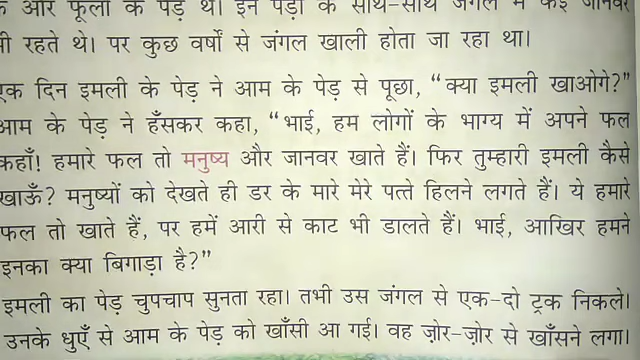 और फूलों के पेड़ थे। इन पेड़ों के साथ-साथ जंगल में कई जानवर
भी रहते थे। पर कुछ वर्षों से जंगल खाली होता जा रहा था।
एक दिन इमली के पेड़ ने आम के पेड़ से पूछा, “क्या इमली खाओगे?”
आम के पेड़ ने हँसकर कहा, “भाई, हम लोगों के भाग्य में अपने फल
कहाँ! हमारे फल तो मनुष्य और जानवर खाते हैं। फिर तुम्हारी इमली कैसे
खाऊँ? मनुष्यों को देखते ही डर के मारे मेरे पत्ते हिलने लगते हैं। ये हमारे
फल तो खाते हैं, पर हमें आरी से काट भी डालते हैं। भाई, आखिर हमने
इनका क्या बिगाड़ा है?”
इमली का पेड़ चुपचाप सुनता रहा। तभी उस जंगल से एक-दो ट्रक निकले।
उनके धुएँ से आम के पेड़ को खाँसी आ गई। वह ज़ोर-ज़ोर से खाँसने लगा।